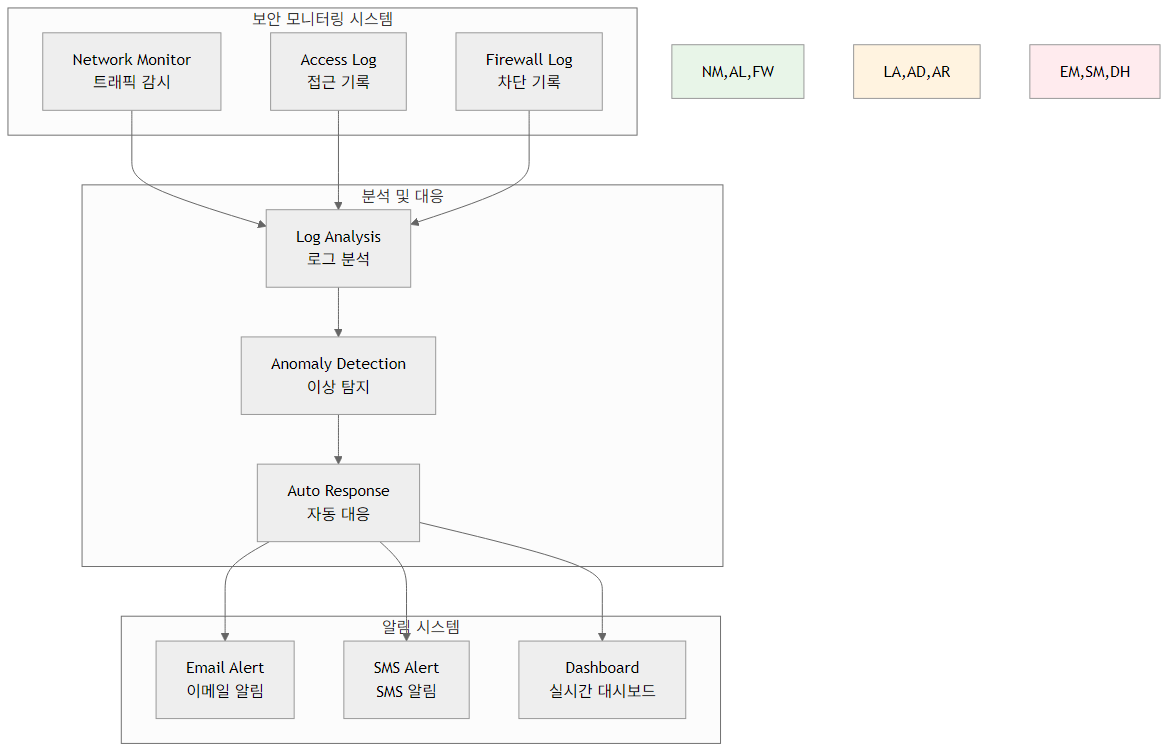 보안 모니터링 시스템
Network Monitor
트래픽 감시
Access Log
접근 기록
Firewall Log
차단 기록
NM,AL,FW
LA,AD,AR
EM,SM,DH
분석 및 대응
Log Analysis
로그 분석
Anomaly Detection
이상 탐지
Auto Response
자동 대응
알림 시스템
Email Alert
이메일 알림
SMS Alert
SMS 알림
Dashboard
실시간 대시보드